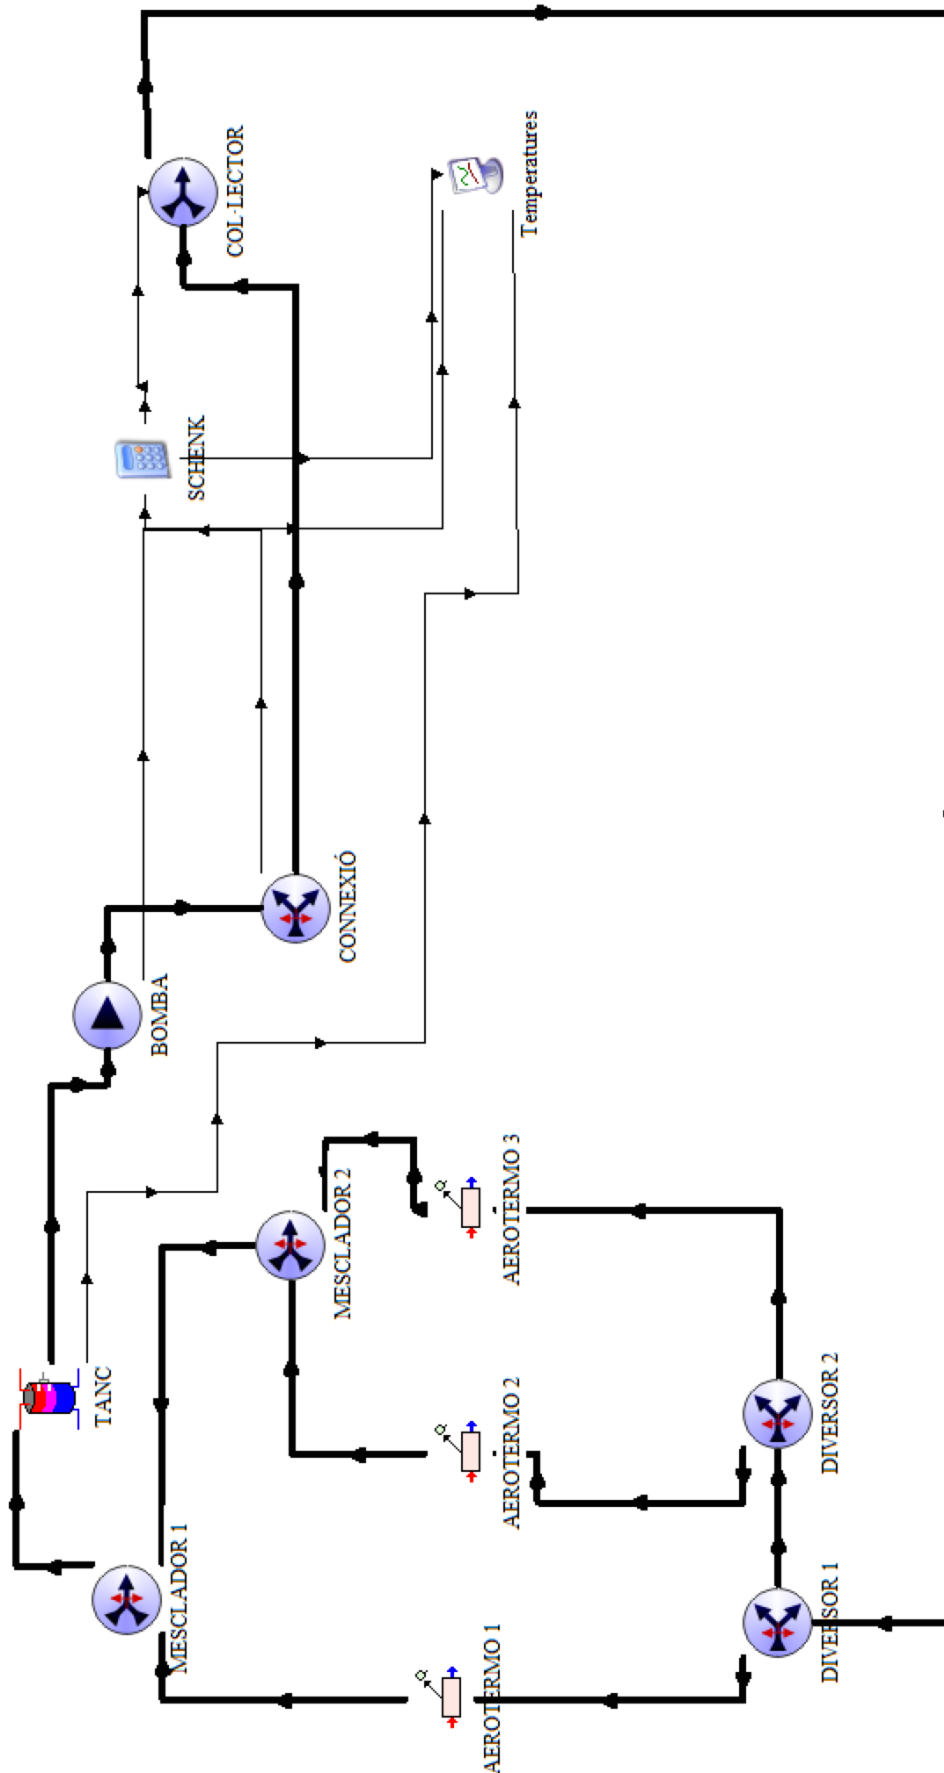 TANC
BOMBA
SCHENK
COL·LECTOR
MESCLADOR 1
MESCLADOR 2
CONNEXIÓ
Temperatures
AEROTERMO 1
AEROTERMO 2
AEROTERMO 3
DIVERSOR 1
DIVERSOR 2